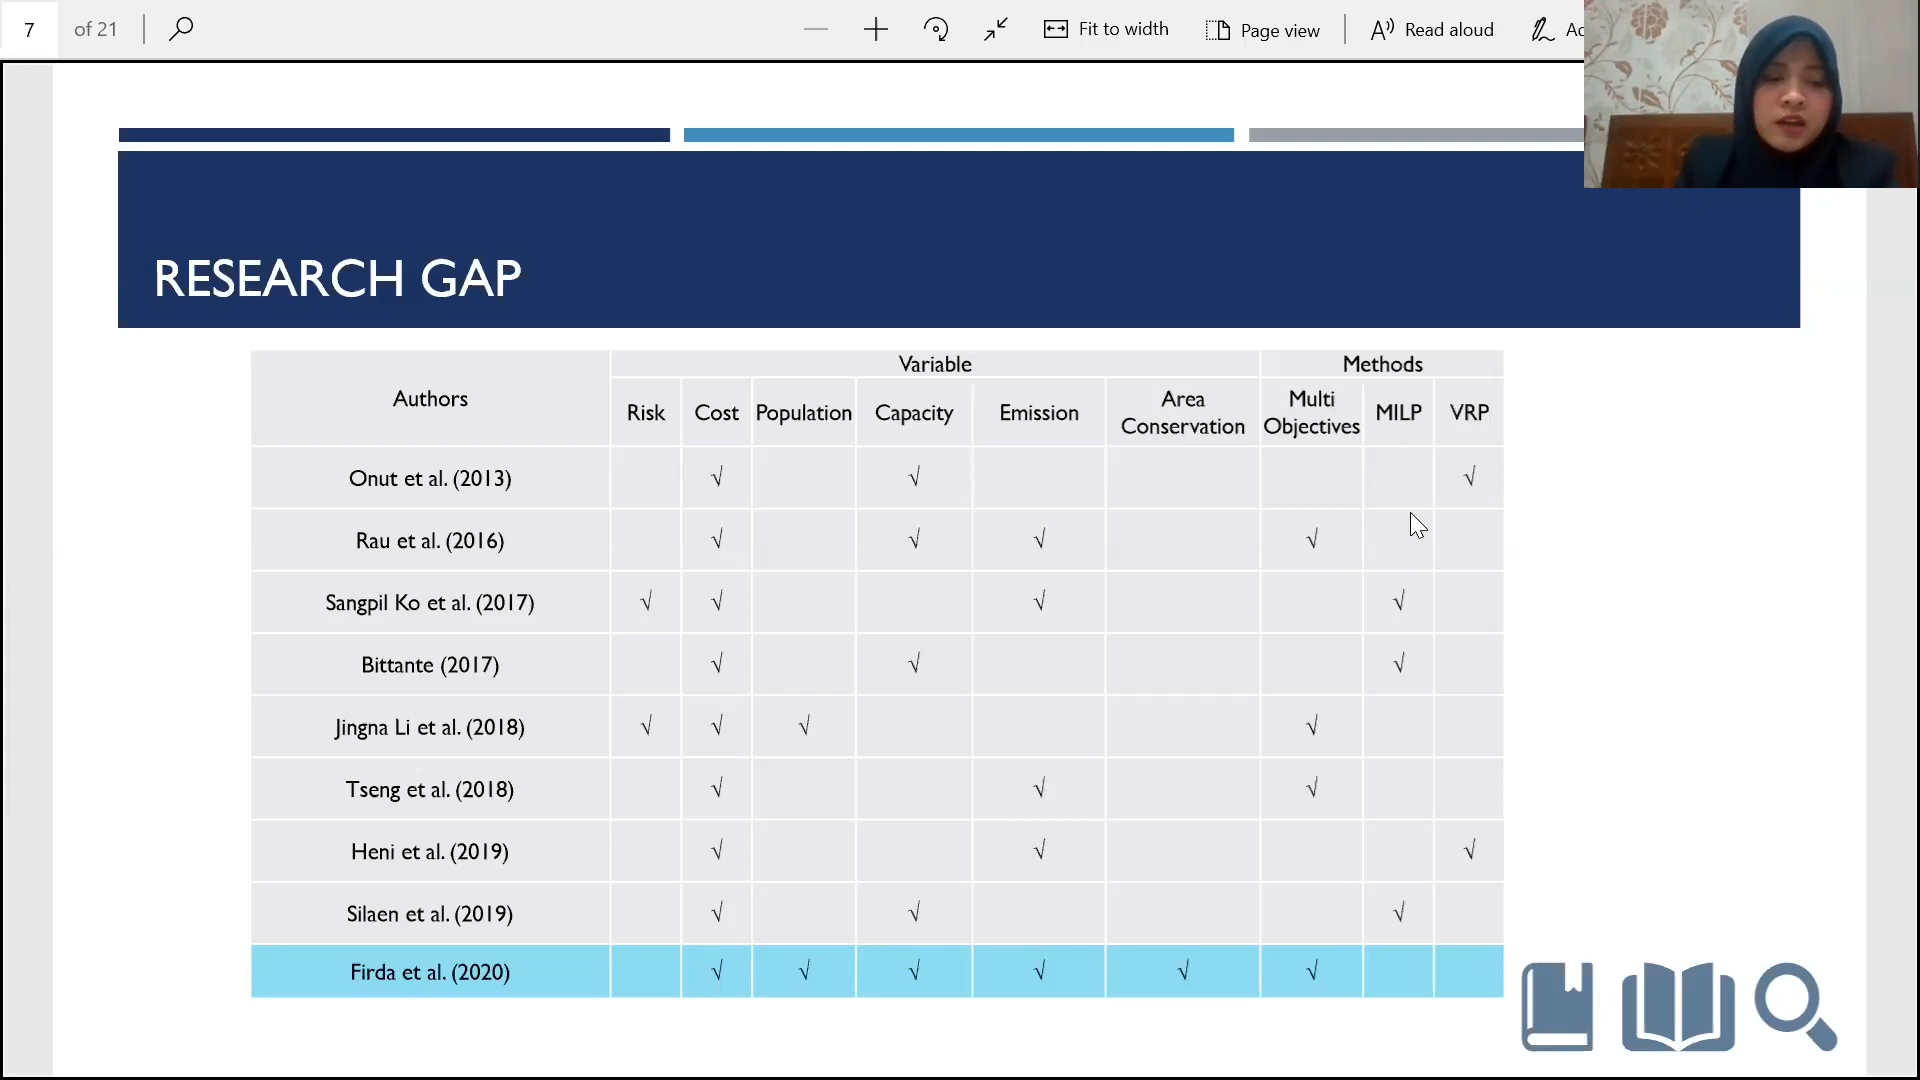 7 of 21 Fit to width Page view Read aloud
RESEARCH GAP
Authors Variable Methods
Risk Cost Population Capacity Emission Area Conservation Multi Objectives MILP VRP
Onut et al. (2013) √ √ √
Rau et al. (2016) √ √ √ √
Sangpil Ko et al. (2017) √ √ √ √
Bittante (2017) √ √ √
Jingna Li et al. (2018) √ √ √ √
Tseng et al. (2018) √ √ √
Heni et al. (2019) √ √ √
Silaen et al. (2019) √ √ √
Firda et al. (2020) √ √ √ √ √ √